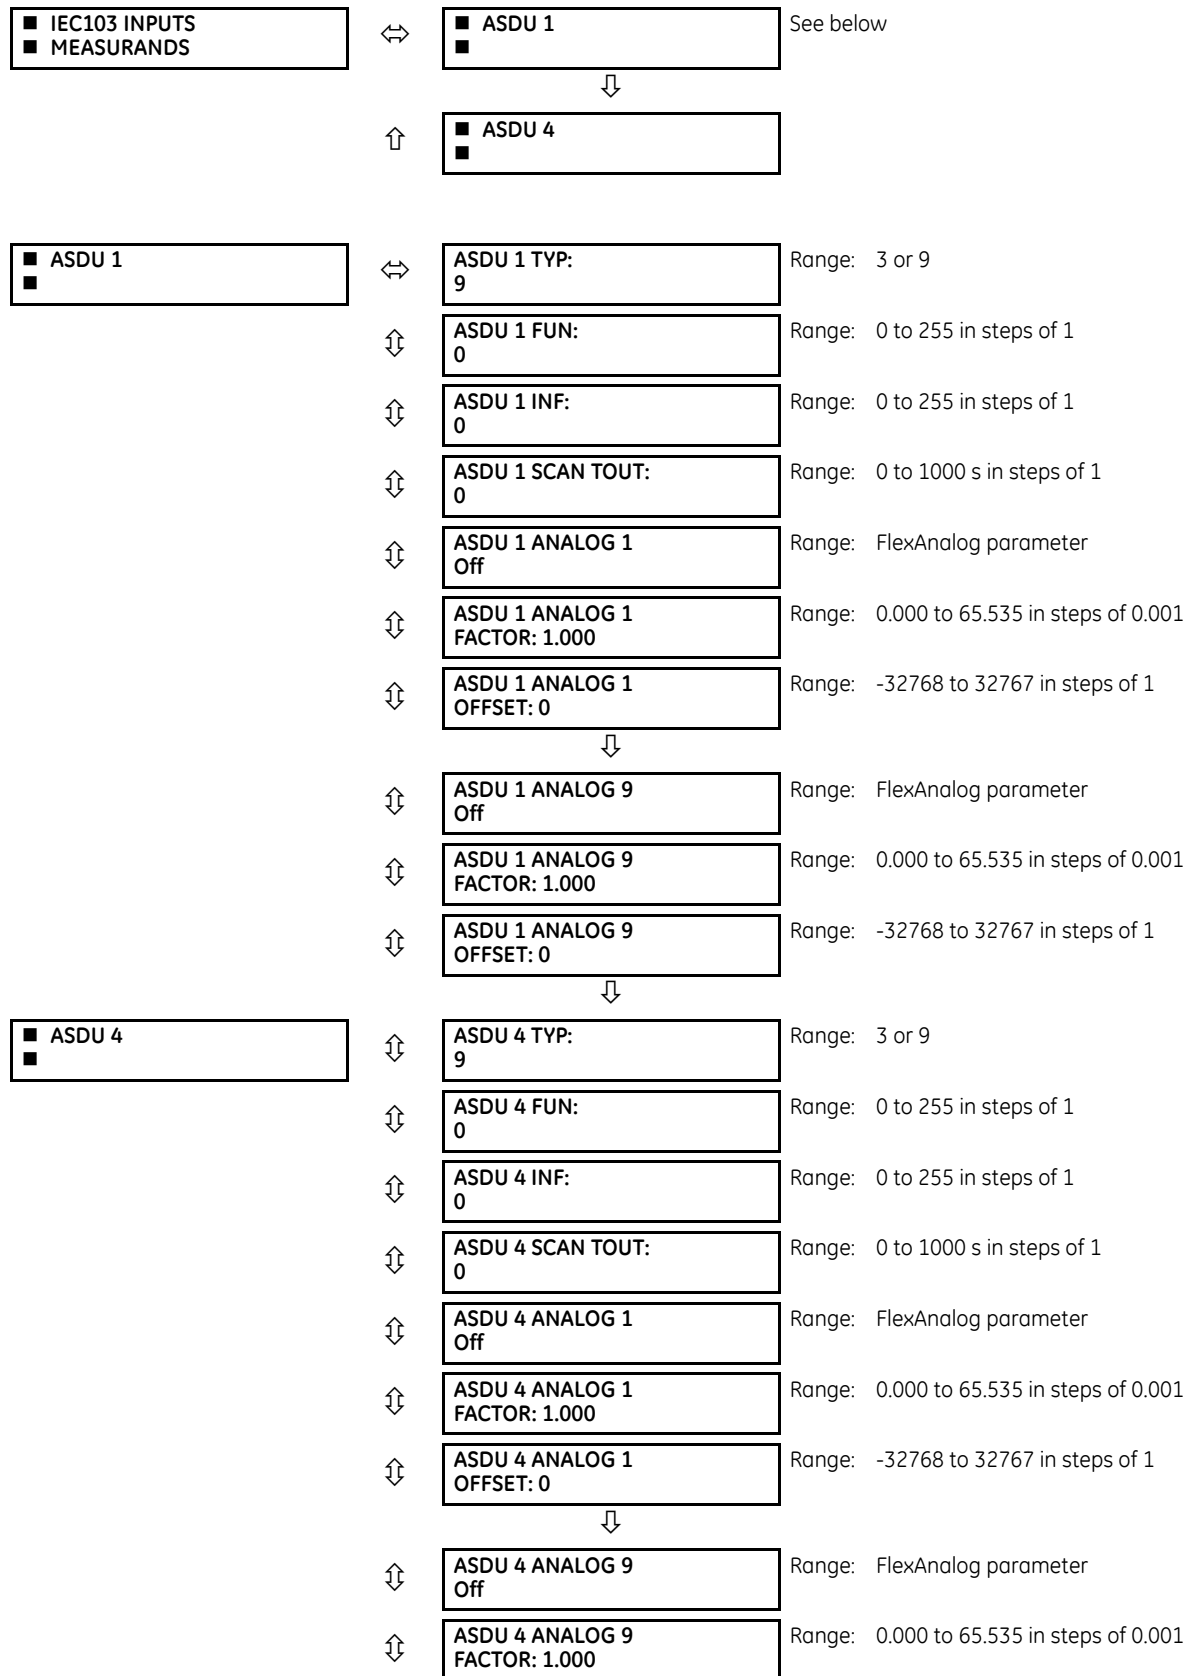 ■ IEC103 INPUTS
■ MEASURANDS
⬄
■ ASDU 1
■
See below
⇩
⇧
■ ASDU 4
■
■ ASDU 1
■
⬄
ASDU 1 TYP:
9
Range: 3 or 9
⇳
ASDU 1 FUN:
0
Range: 0 to 255 in steps of 1
⇳
ASDU 1 INF:
0
Range: 0 to 255 in steps of 1
⇳
ASDU 1 SCAN TOUT:
0
Range: 0 to 1000 s in steps of 1
⇳
ASDU 1 ANALOG 1
Off
Range: FlexAnalog parameter
⇳
ASDU 1 ANALOG 1
FACTOR: 1.000
Range: 0.000 to 65.535 in steps of 0.001
⇳
ASDU 1 ANALOG 1
OFFSET: 0
Range: -32768 to 32767 in steps of 1
⇩
⇳
ASDU 1 ANALOG 9
Off
Range: FlexAnalog parameter
⇳
ASDU 1 ANALOG 9
FACTOR: 1.000
Range: 0.000 to 65.535 in steps of 0.001
⇳
ASDU 1 ANALOG 9
OFFSET: 0
Range: -32768 to 32767 in steps of 1
⇩
■ ASDU 4
■
⇳
ASDU 4 TYP:
9
Range: 3 or 9
⇳
ASDU 4 FUN:
0
Range: 0 to 255 in steps of 1
⇳
ASDU 4 INF:
0
Range: 0 to 255 in steps of 1
⇳
ASDU 4 SCAN TOUT:
0
Range: 0 to 1000 s in steps of 1
⇳
ASDU 4 ANALOG 1
Off
Range: FlexAnalog parameter
⇳
ASDU 4 ANALOG 1
FACTOR: 1.000
Range: 0.000 to 65.535 in steps of 0.001
⇳
ASDU 4 ANALOG 1
OFFSET: 0
Range: -32768 to 32767 in steps of 1
⇩
⇳
ASDU 4 ANALOG 9
Off
Range: FlexAnalog parameter
⇳
ASDU 4 ANALOG 9
FACTOR: 1.000
Range: 0.000 to 65.535 in steps of 0.001